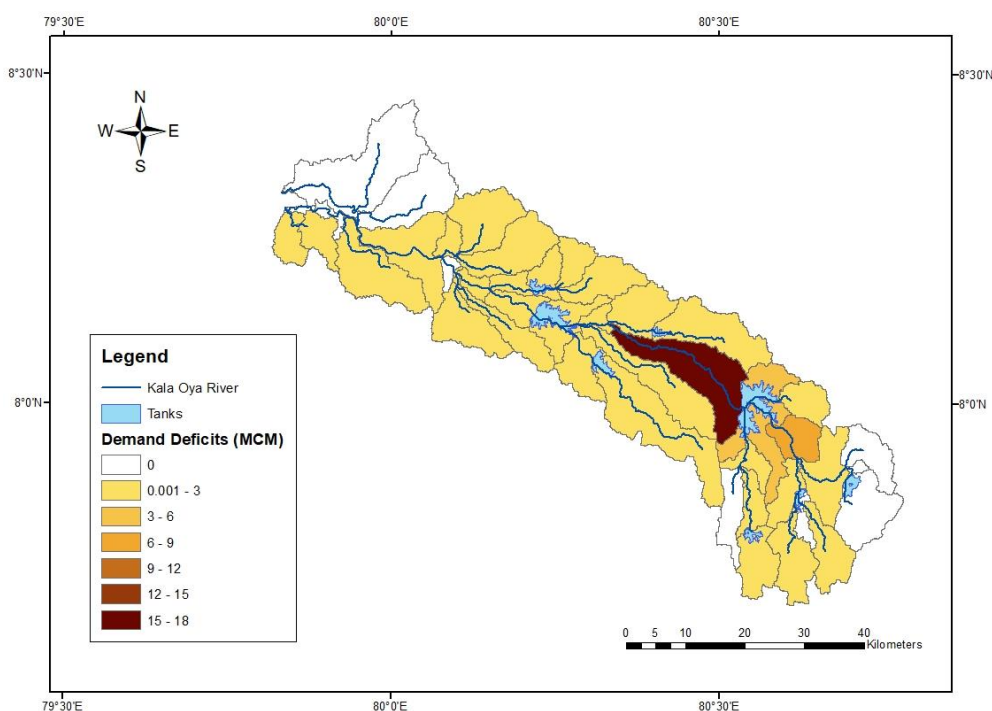 79°30'E 80°0'E 80°30'E
8°30'N 8°30'N
N
W E
S
Legend
Kala Oya River
Tanks
Demand Deficits (MCM)
0
0.001 - 3
3 - 6
6 - 9
9 - 12
12 - 15
15 - 18
8°0'N 8°0'N
0 5 10 20 30 40
Kilometers
79°30'E 80°0'E 80°30'E